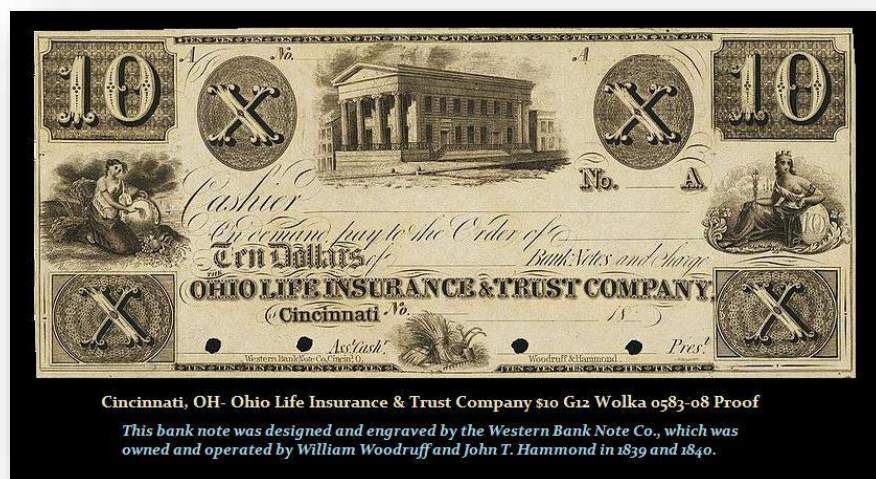 10 A No. A 10
X X
No. A
Cashier
On demand, pay to the Order of
Ten Dollars of Bank Notes and Charge
THE
OHIO LIFE INSURANCE & TRUST COMPANY,
Cincinnati No. 18
X X
Asst. Casht. Prest.
Western Bank Note Co. Cincin! O. Woodruff & Hammond
Cincinnati, OH- Ohio Life Insurance & Trust Company $10 G12 Wolka 0583-08 Proof
This bank note was designed and engraved by the Western Bank Note Co., which was
owned and operated by William Woodruff and John T. Hammond in 1839 and 1840.